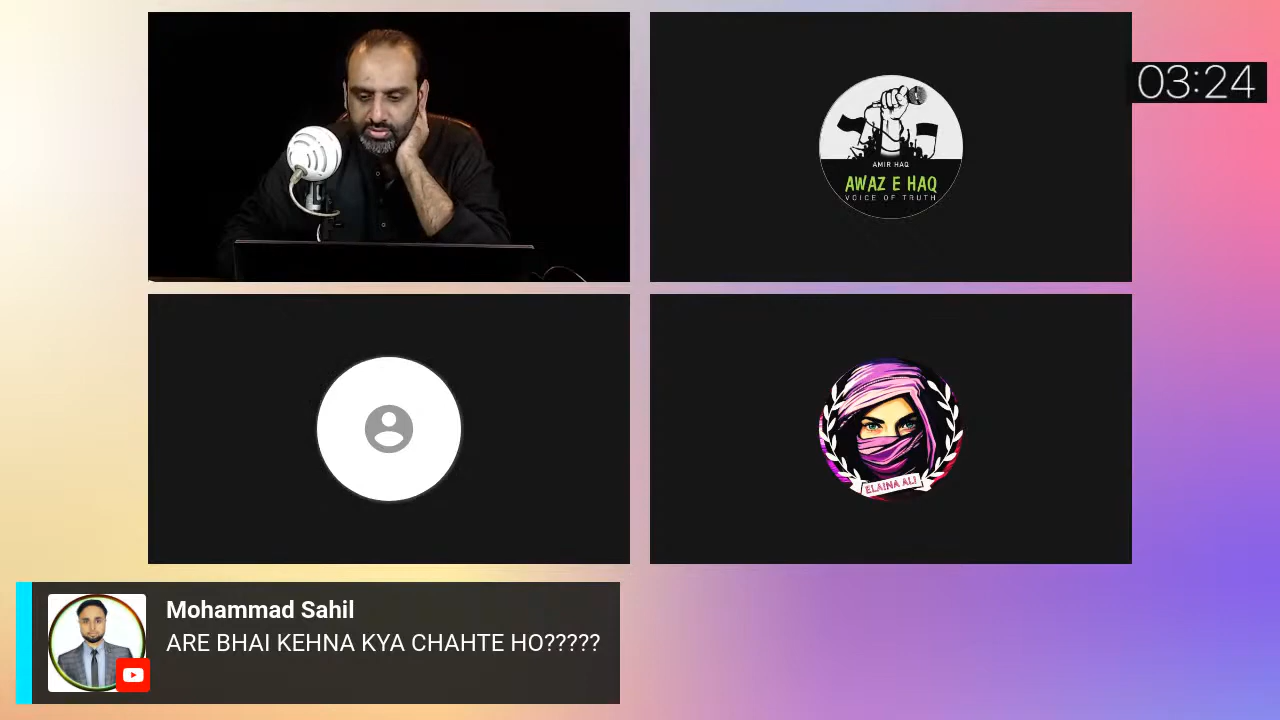 03:24
AMIR HAQ
AWAZ E HAQ
VOICE OF TRUTH
ELAINA ALI
Mohammad Sahil
ARE BHAI KEHNA KYA CHAHTE HO?????